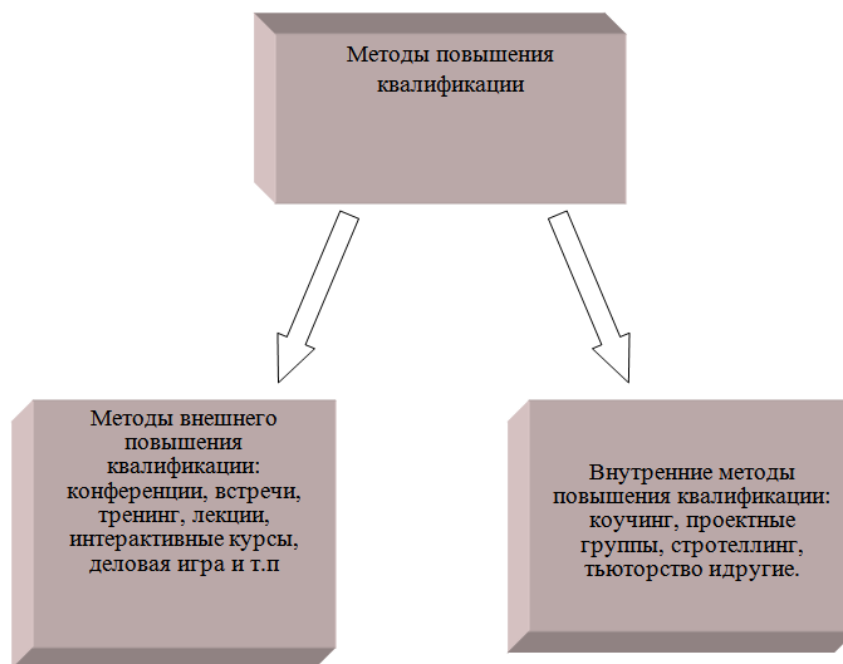 Методы повышения
квалификации
Методы внешнего
повышения
квалификации:
конференции, встречи,
тренинг, лекции,
интерактивные курсы,
деловая игра и т.п
Внутренние методы
повышения квалификации:
коучинг, проектные
группы, стротеллинг,
тьюторство идругие.